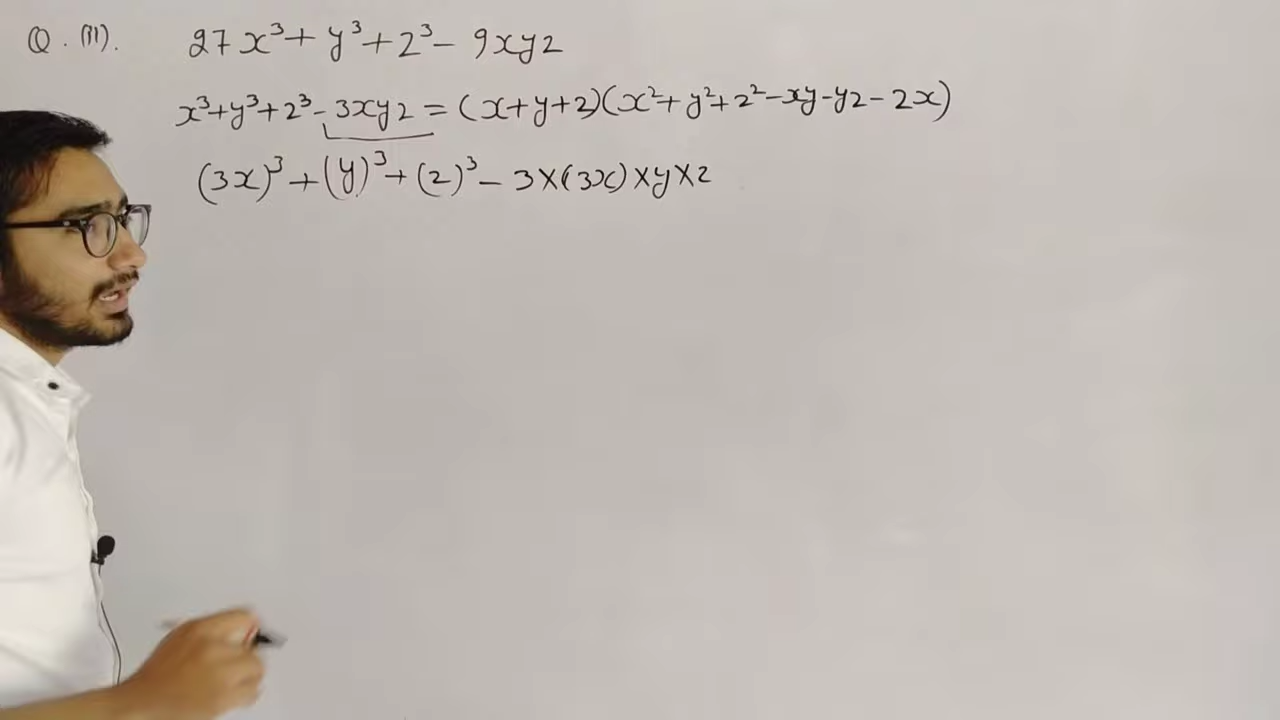 Q. (11). 27x³ + y³ + z³ - 9xyz
x³+y³+z³- 3xyz = (x+y+z)(x²+y²+z²-xy-yz-zx)
(3x)³ + (y)³ + (z)³ - 3×(3x)×y×z